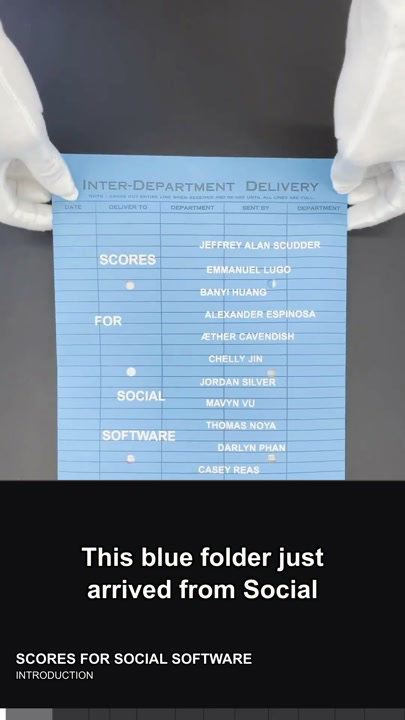 INTER-DEPARTMENT DELIVERY
DATE DELIVER TO DEPARTMENT SENT BY DEPARTMENT
JEFFREY ALAN SCUDDER
SCORES
EMMANUEL LUGO
BANYI HUANG
ALEXANDER ESPINOSA
FOR
ÆTHER CAVENDISH
CHELLY JIN
JORDAN SILVER
SOCIAL
MAVYN VU
THOMAS NOYA
SOFTWARE
DARLYN PHAN
CASEY REAS
This blue folder just
arrived from Social
SCORES FOR SOCIAL SOFTWARE
INTRODUCTION